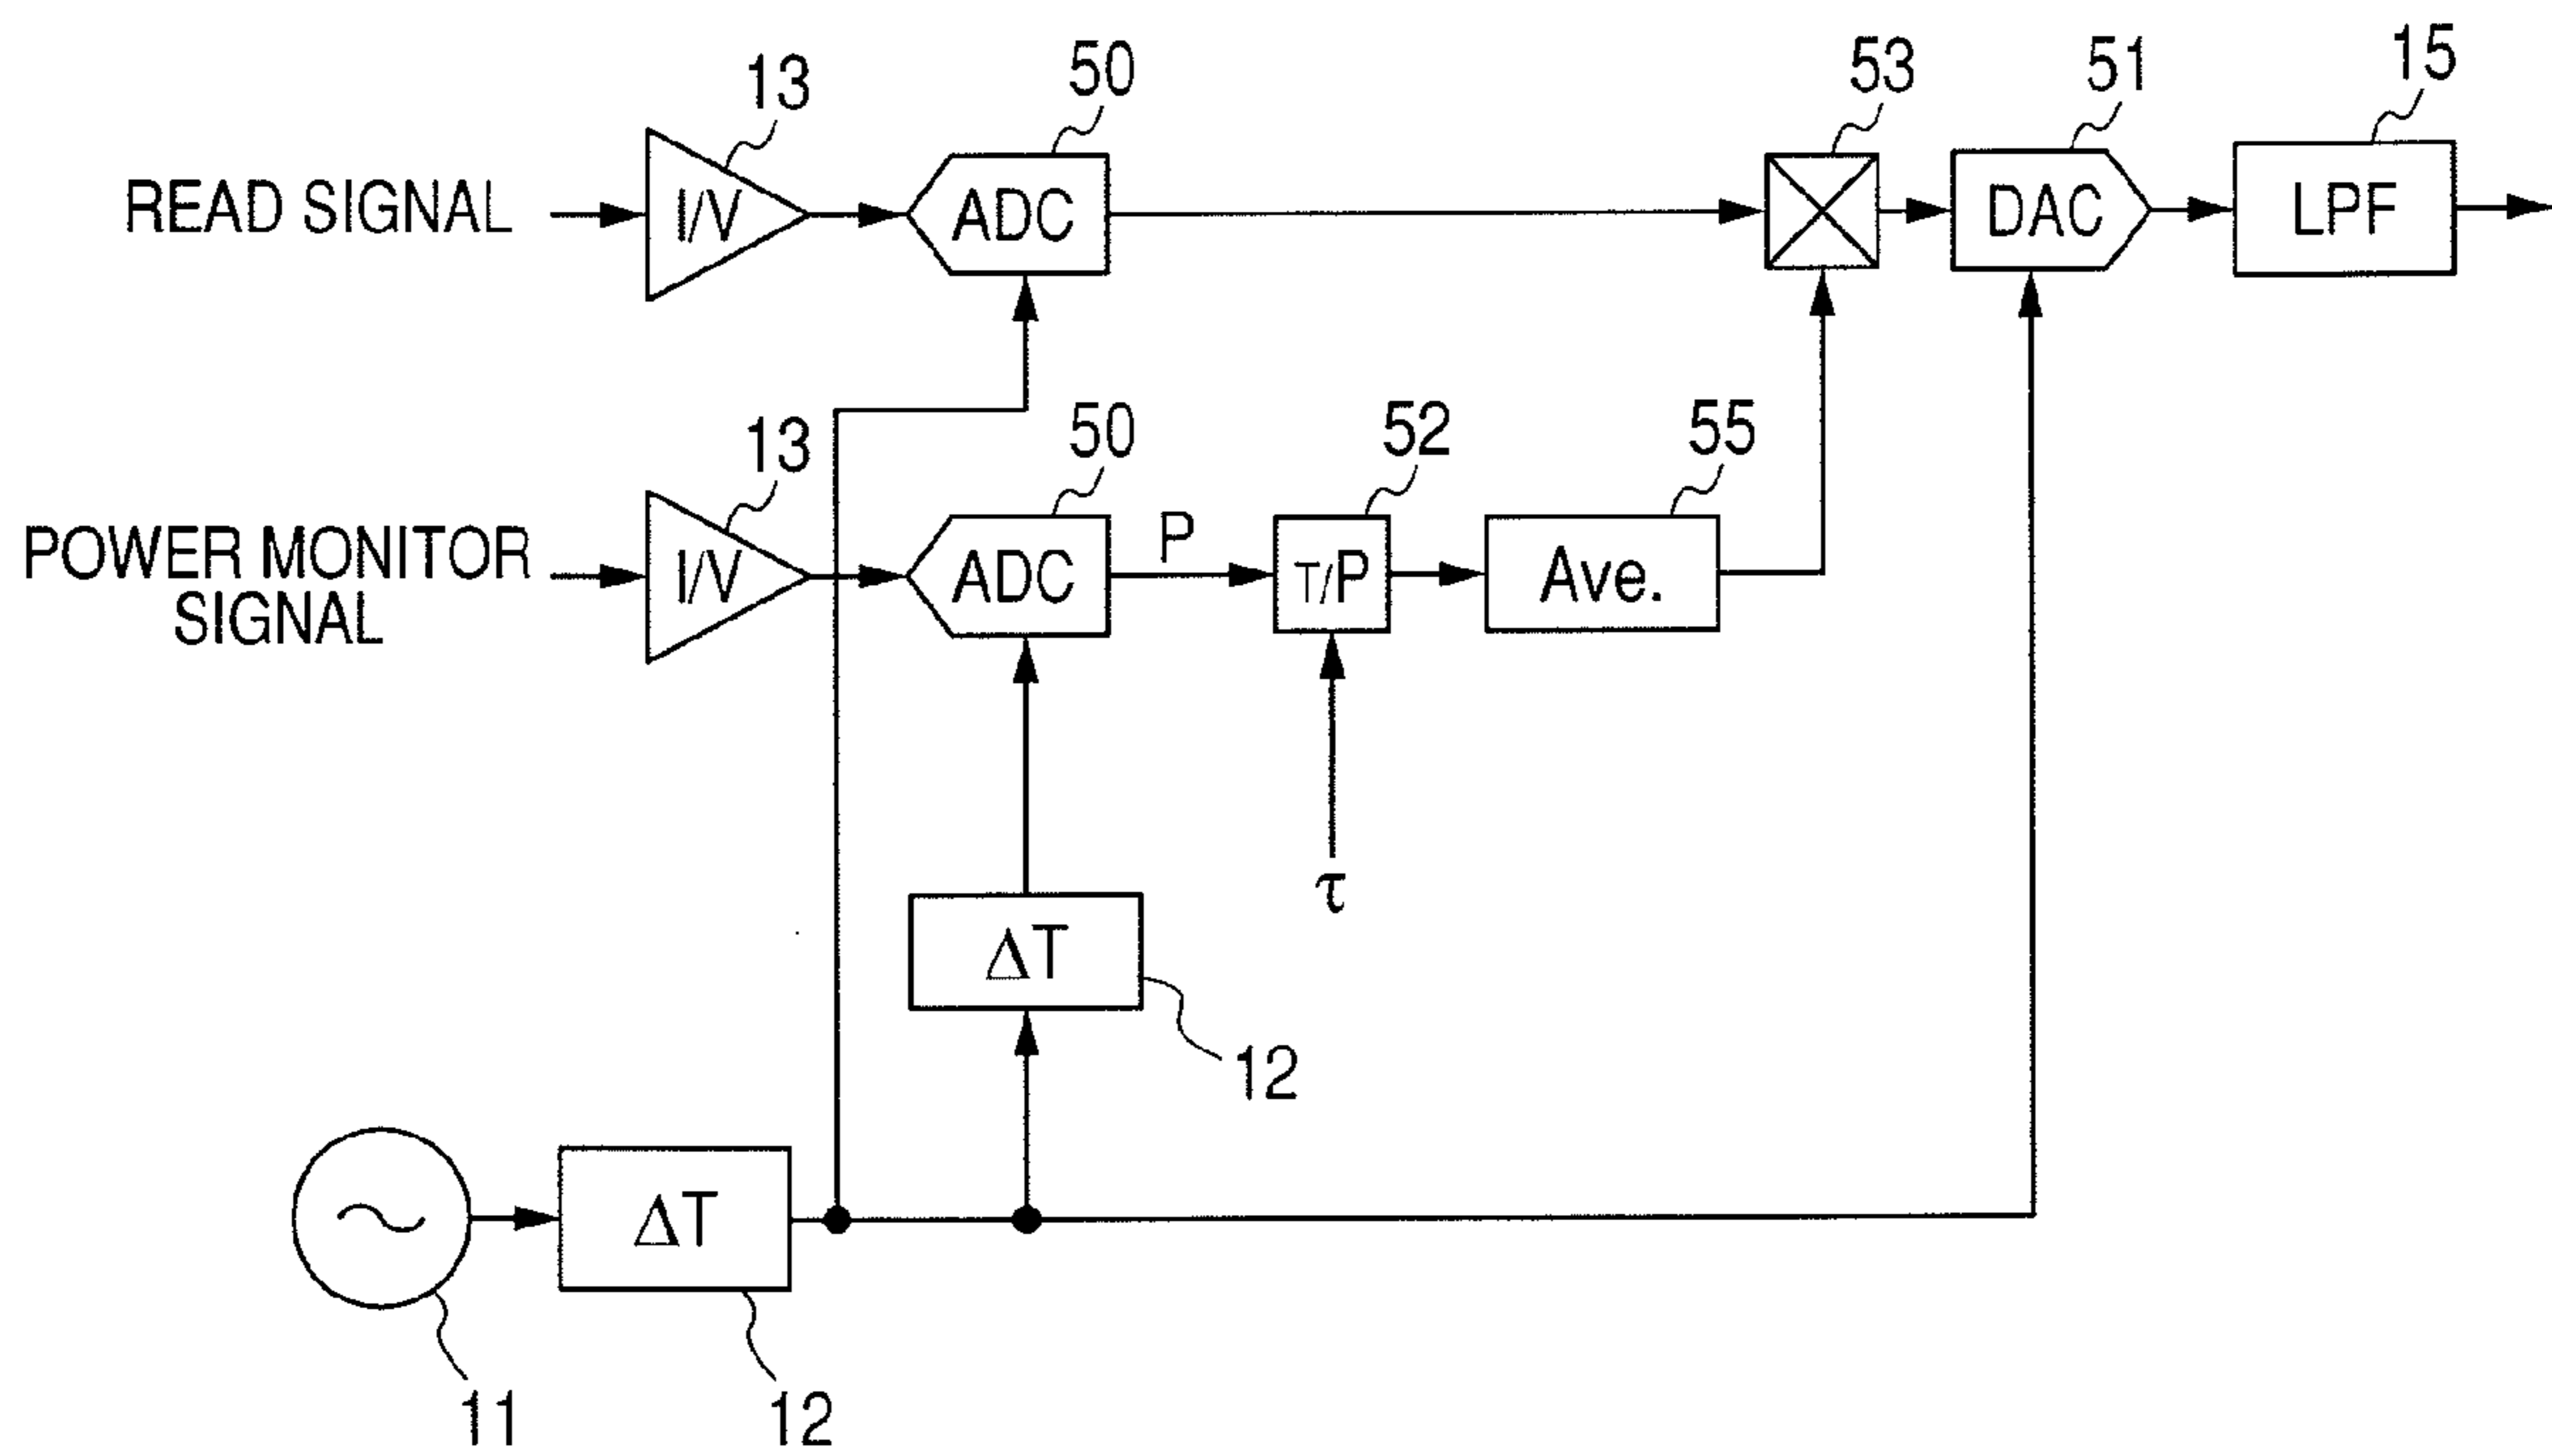 13
50
53
51
15
READ SIGNAL
I/V
ADC
DAC
LPF
13
50
52
55
POWER MONITOR
SIGNAL
I/V
ADC
P
T/P
Ave.
τ
ΔT
12
ΔT
11
12